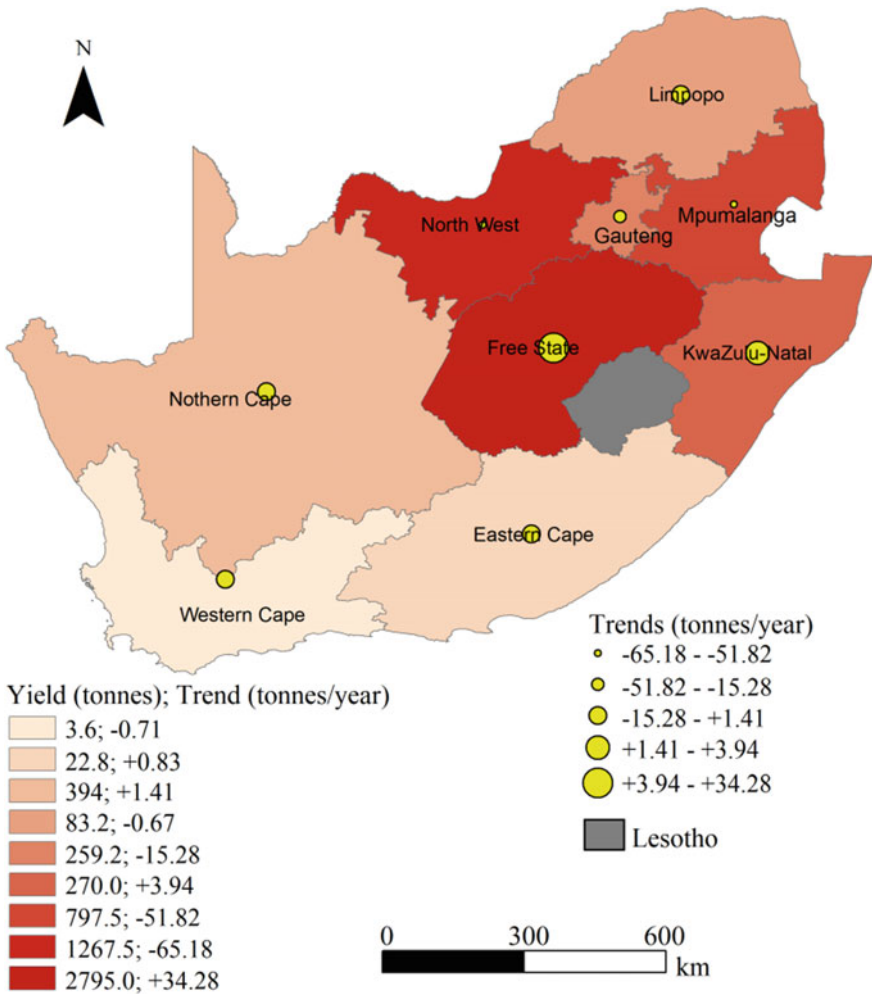 N
Limpopo
North West
Mpumalanga
Gauteng
Free State
KwaZulu-Natal
Nothern Cape
Eastern Cape
Western Cape
Trends (tonnes/year)
-65.18 - -51.82
-51.82 - -15.28
-15.28 - +1.41
+1.41 - +3.94
+3.94 - +34.28
Lesotho
Yield (tonnes); Trend (tonnes/year)
3.6; -0.71
22.8; +0.83
394; +1.41
83.2; -0.67
259.2; -15.28
270.0; +3.94
797.5; -51.82
1267.5; -65.18
2795.0; +34.28
0 300 600
km